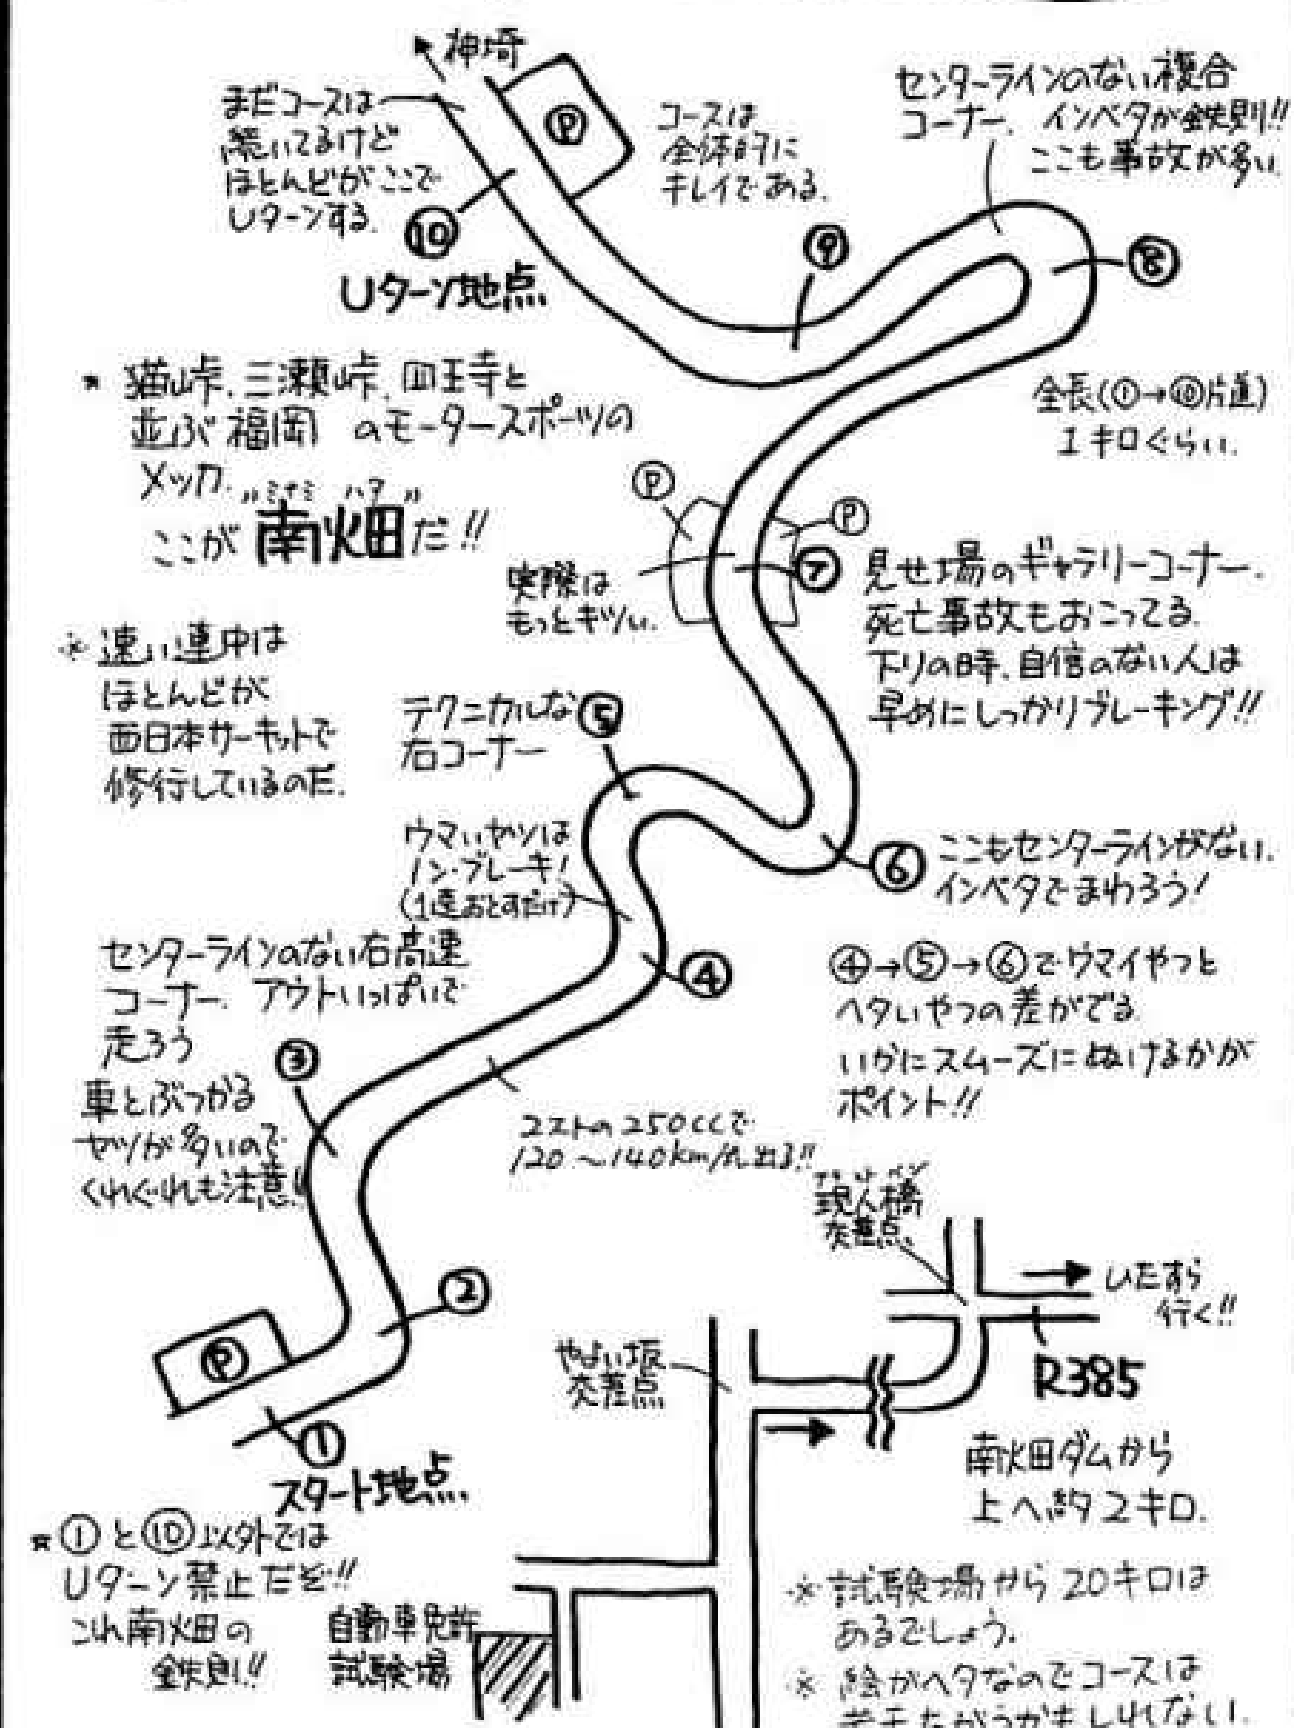 神埼
まだコースは
続いてるけど
ほとんどがここで
Uターンする.
⑩
Uターン地点
Ⓟ
コースは
全体的に
キレイである.
センターラインのない複合
コーナー. インベタが鉄則!!
ここも事故が多い.
⑨
⑧
全長(①→⑩片道)
1キロぐらい.
* 猫峠.三瀬峠.四王寺と
並ぶ福岡 のモータースポーツの
メッカ.
"ミナミ ハタ"
ここが南畑だ!!
Ⓟ
Ⓟ
実際は
もっとキツい.
⑦ 見せ場のギャラリーコーナー.
死亡事故もおこってる.
下りの時.自信のない人は
早めにしっかりブレーキング!!
※ 速い連中は
ほとんどが
西日本サーキットで
修行しているのだ.
テクニカルな⑤
右コーナー
ウマいヤツは
ノン・ブレーキ!
(1速おとすだけ)
⑥ ここもセンターラインがない.
インベタでまわろう!
④
④→⑤→⑥でウマイやつと
ヘタいやつの差がでる.
いかにスムーズにぬけるかが
ポイント!!
センターラインのない右高速
コーナー. アウトいっぱいで
走ろう
③
車とぶつかる
ヤツが多いので
くれぐれも注意!!
2ストの250CCで
120〜140km/h出る!!
②
Ⓟ
①
スタート地点
* ①と⑩以外では
Uターン禁止だぞ!!
これ南畑の
鉄則!!
現人橋
交差点
ひたすら
行く!!
R385
やよい坂
交差点
南畑ダムから
上へ約2キロ.
自動車免許
試験場
※ 試験場から20キロは
あるでしょう.
※ 絵がヘタなのでコースは
若干ちがうかもしれない.